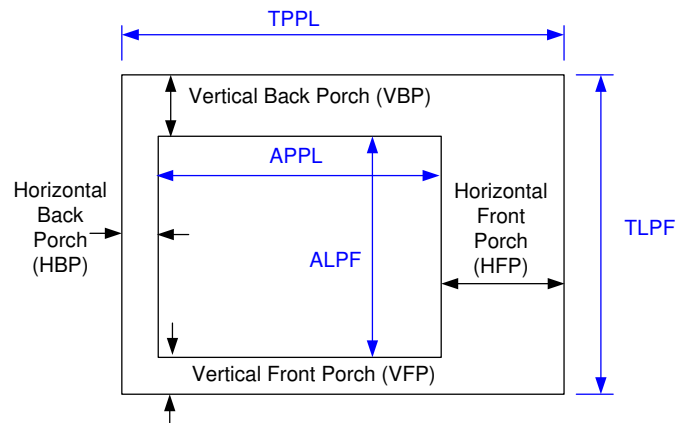 TPPL
Vertical Back Porch (VBP)
APPL
Horizontal
Back
Porch
(HBP)
Horizontal
Front
Porch
(HFP)
TLPF
ALPF
Vertical Front Porch (VFP)